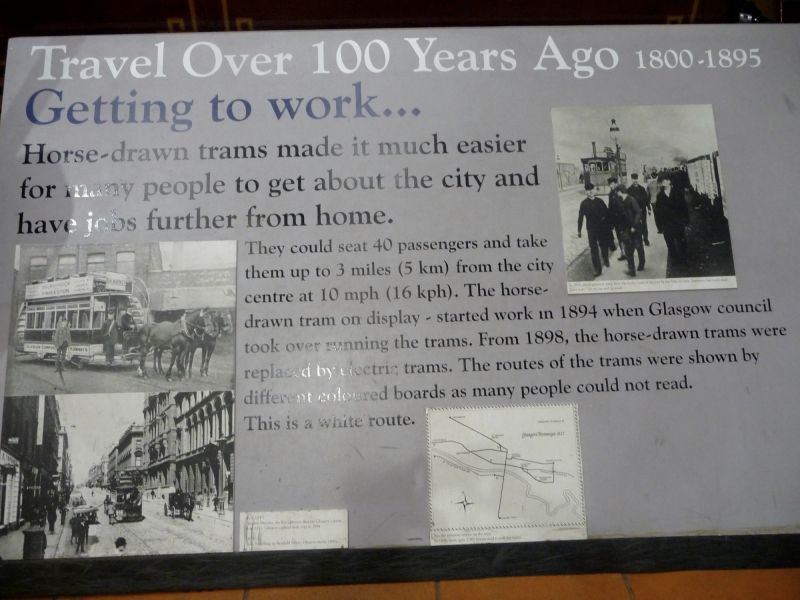 Travel Over 100 Years Ago 1800-1895
Getting to work...
Horse-drawn trams made it much easier
for many people to get about the city and
have jobs further from home.
They could seat 40 passengers and take
them up to 3 miles (5 km) from the city
centre at 10 mph (16 kph). The horse-
drawn tram on display - started work in 1894 when Glasgow council
took over running the trams. From 1898, the horse-drawn trams were
replaced by electric trams. The routes of the trams were shown by
different coloured boards as many people could not read.
This is a white route.